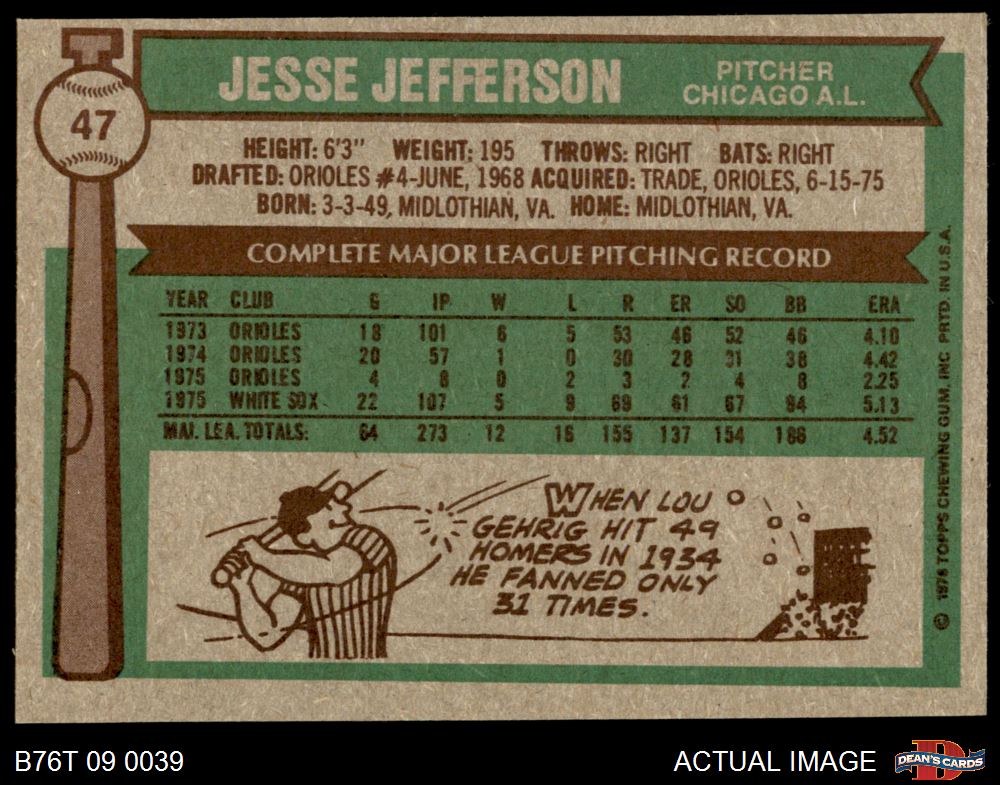 JESSE JEFFERSON
PITCHER
CHICAGO A.L.
47
HEIGHT: 6'3" WEIGHT: 195 THROWS: RIGHT BATS: RIGHT
DRAFTED: ORIOLES #4-JUNE, 1968 ACQUIRED: TRADE, ORIOLES, 6-15-75
BORN: 3-3-49, MIDLOTHIAN, VA. HOME: MIDLOTHIAN, VA.
COMPLETE MAJOR LEAGUE PITCHING RECORD
YEAR CLUB G IP W L R ER SO BB ERA
1973 ORIOLES 18 101 6 5 53 46 52 46 4.10
1974 ORIOLES 20 57 1 0 30 28 31 38 4.42
1975 ORIOLES 4 8 0 2 3 2 4 8 2.25
1975 WHITE SOX 22 107 5 9 69 61 67 94 5.13
MAJ. LEA. TOTALS: 64 273 12 16 155 137 154 186 4.52
WHEN LOU
GEHRIG HIT 49
HOMERS IN 1934
HE FANNED ONLY
31 TIMES.
© 1976 TOPPS CHEWING GUM, INC. PRTD. IN U.S.A.
B76T 09 0039
ACTUAL IMAGE
D
DEAN'S CARDS